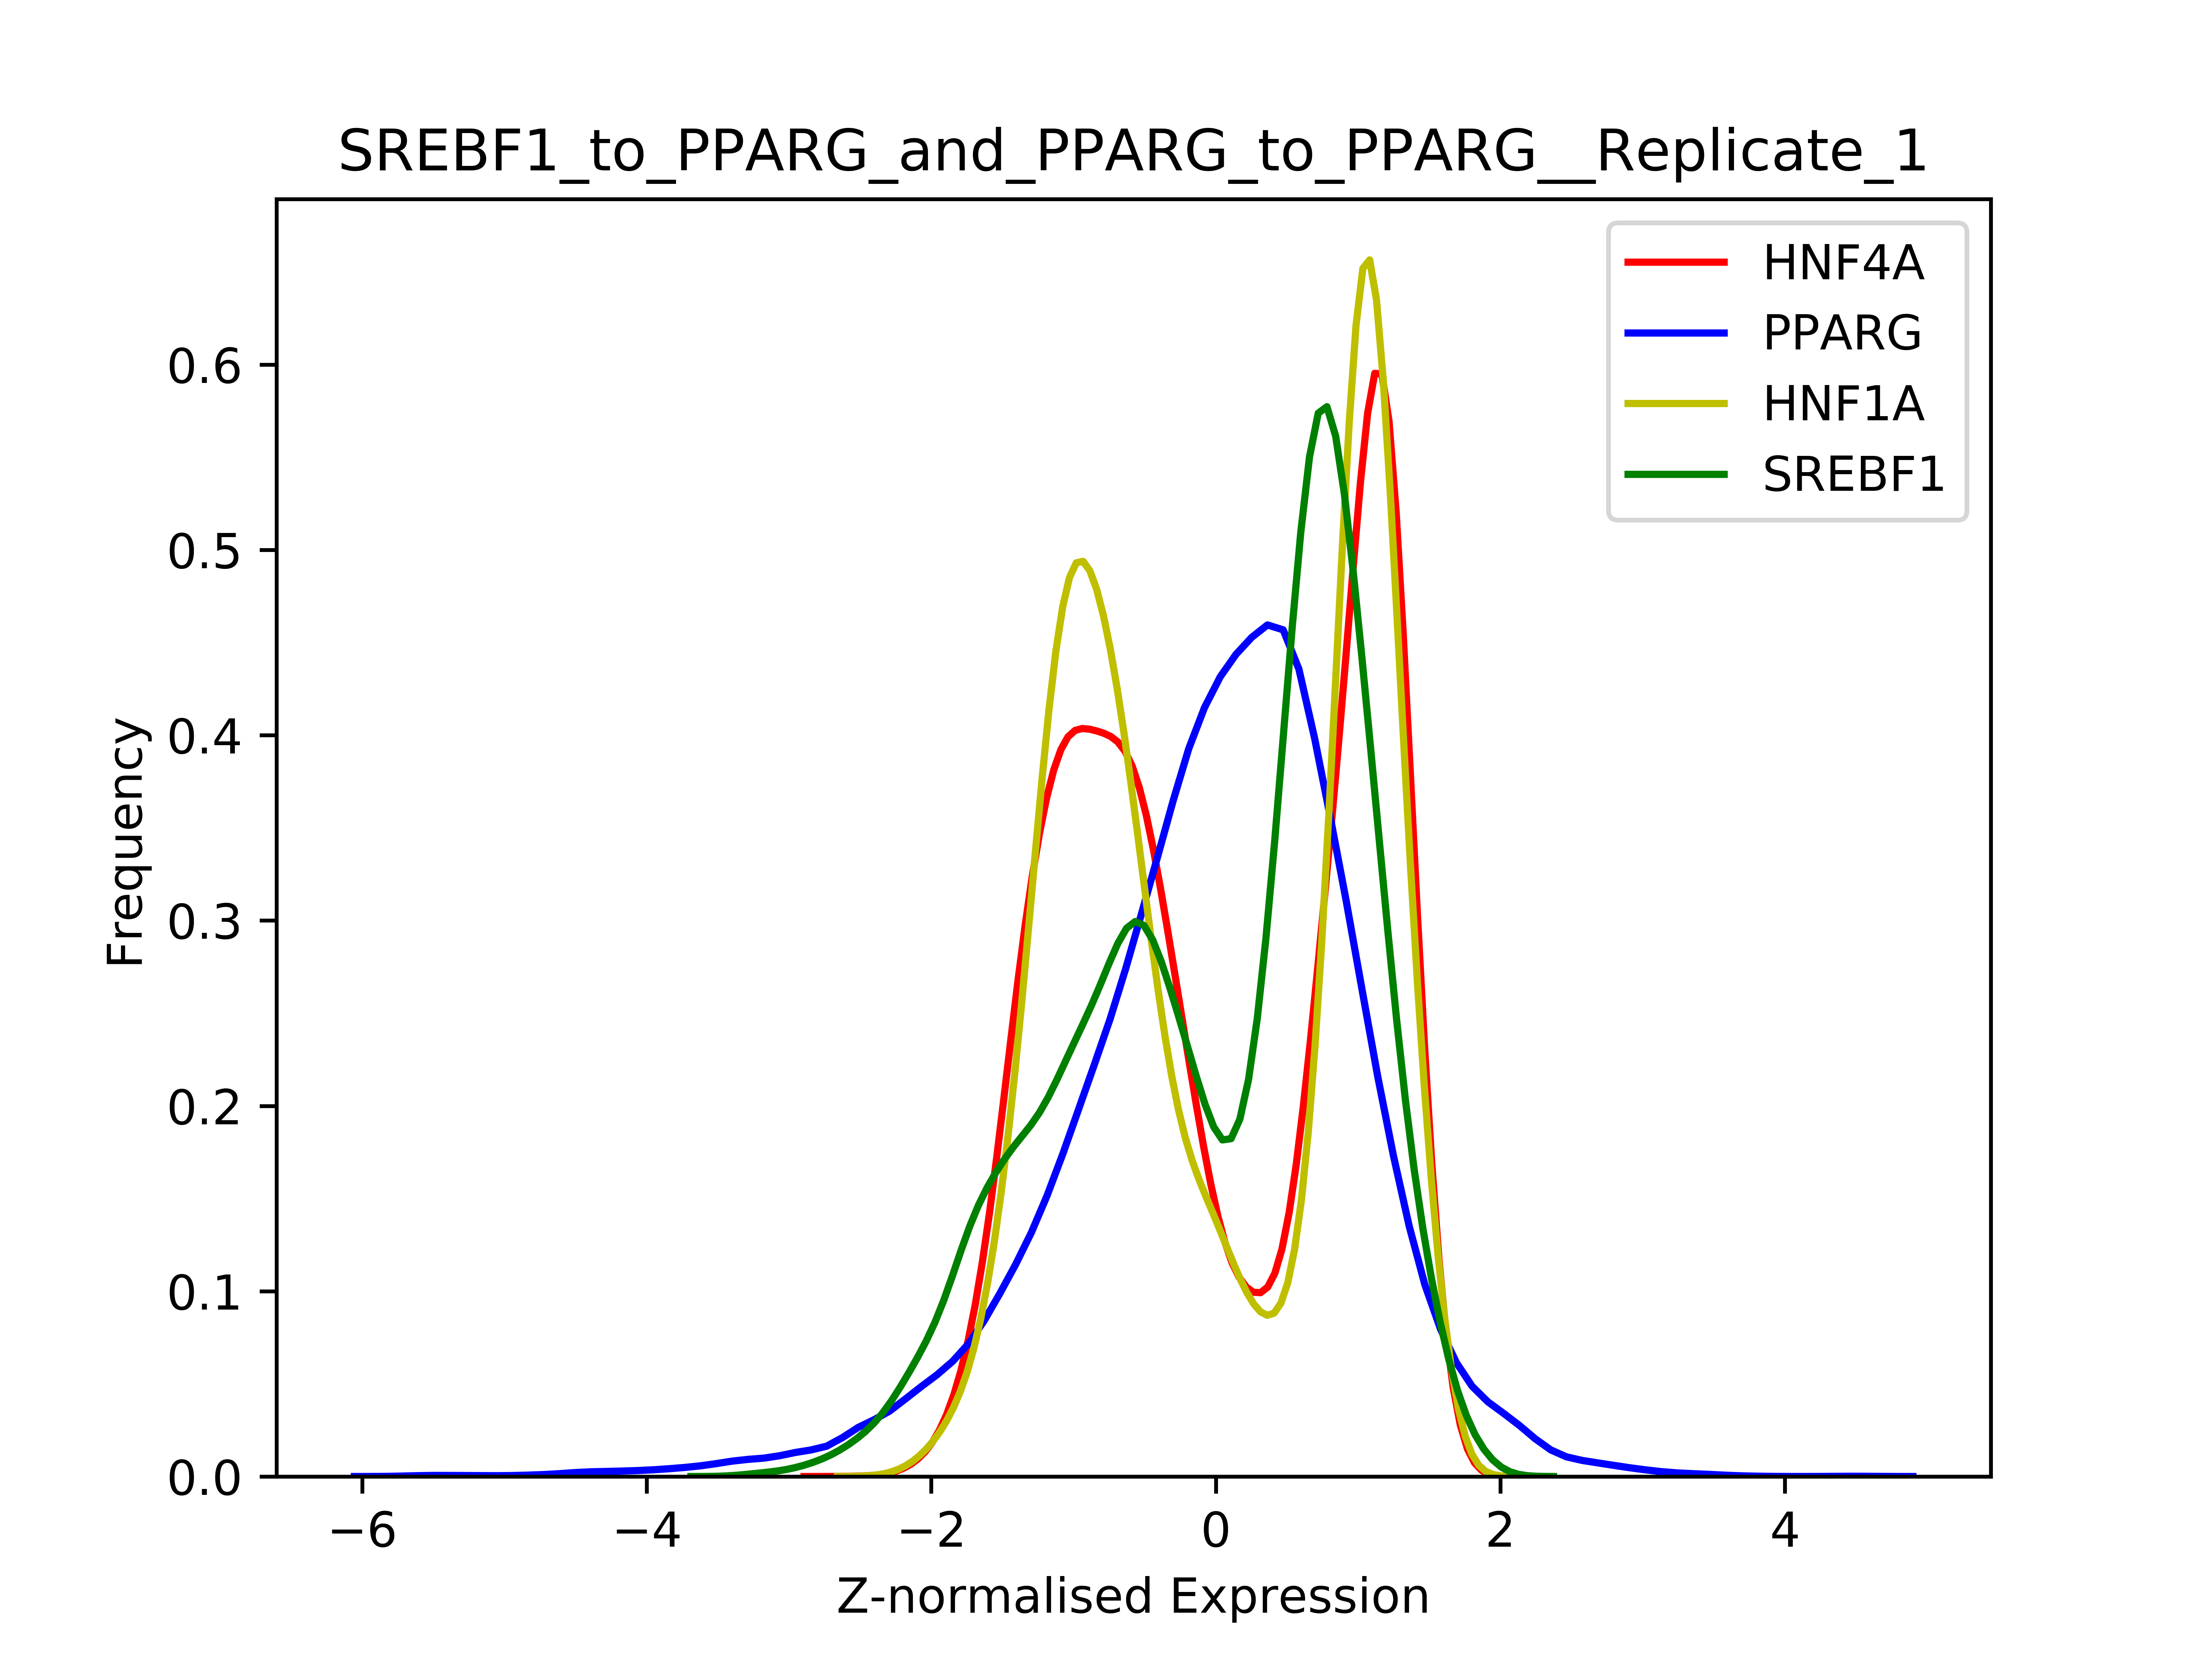 SREBF1_to_PPARG_and_PPARG_to_PPARG__Replicate_1
HNF4A
PPARG
HNF1A
SREBF1
Frequency
0.6
0.5
0.4
0.3
0.2
0.1
0.0
−6 −4 −2 0 2 4
Z-normalised Expression